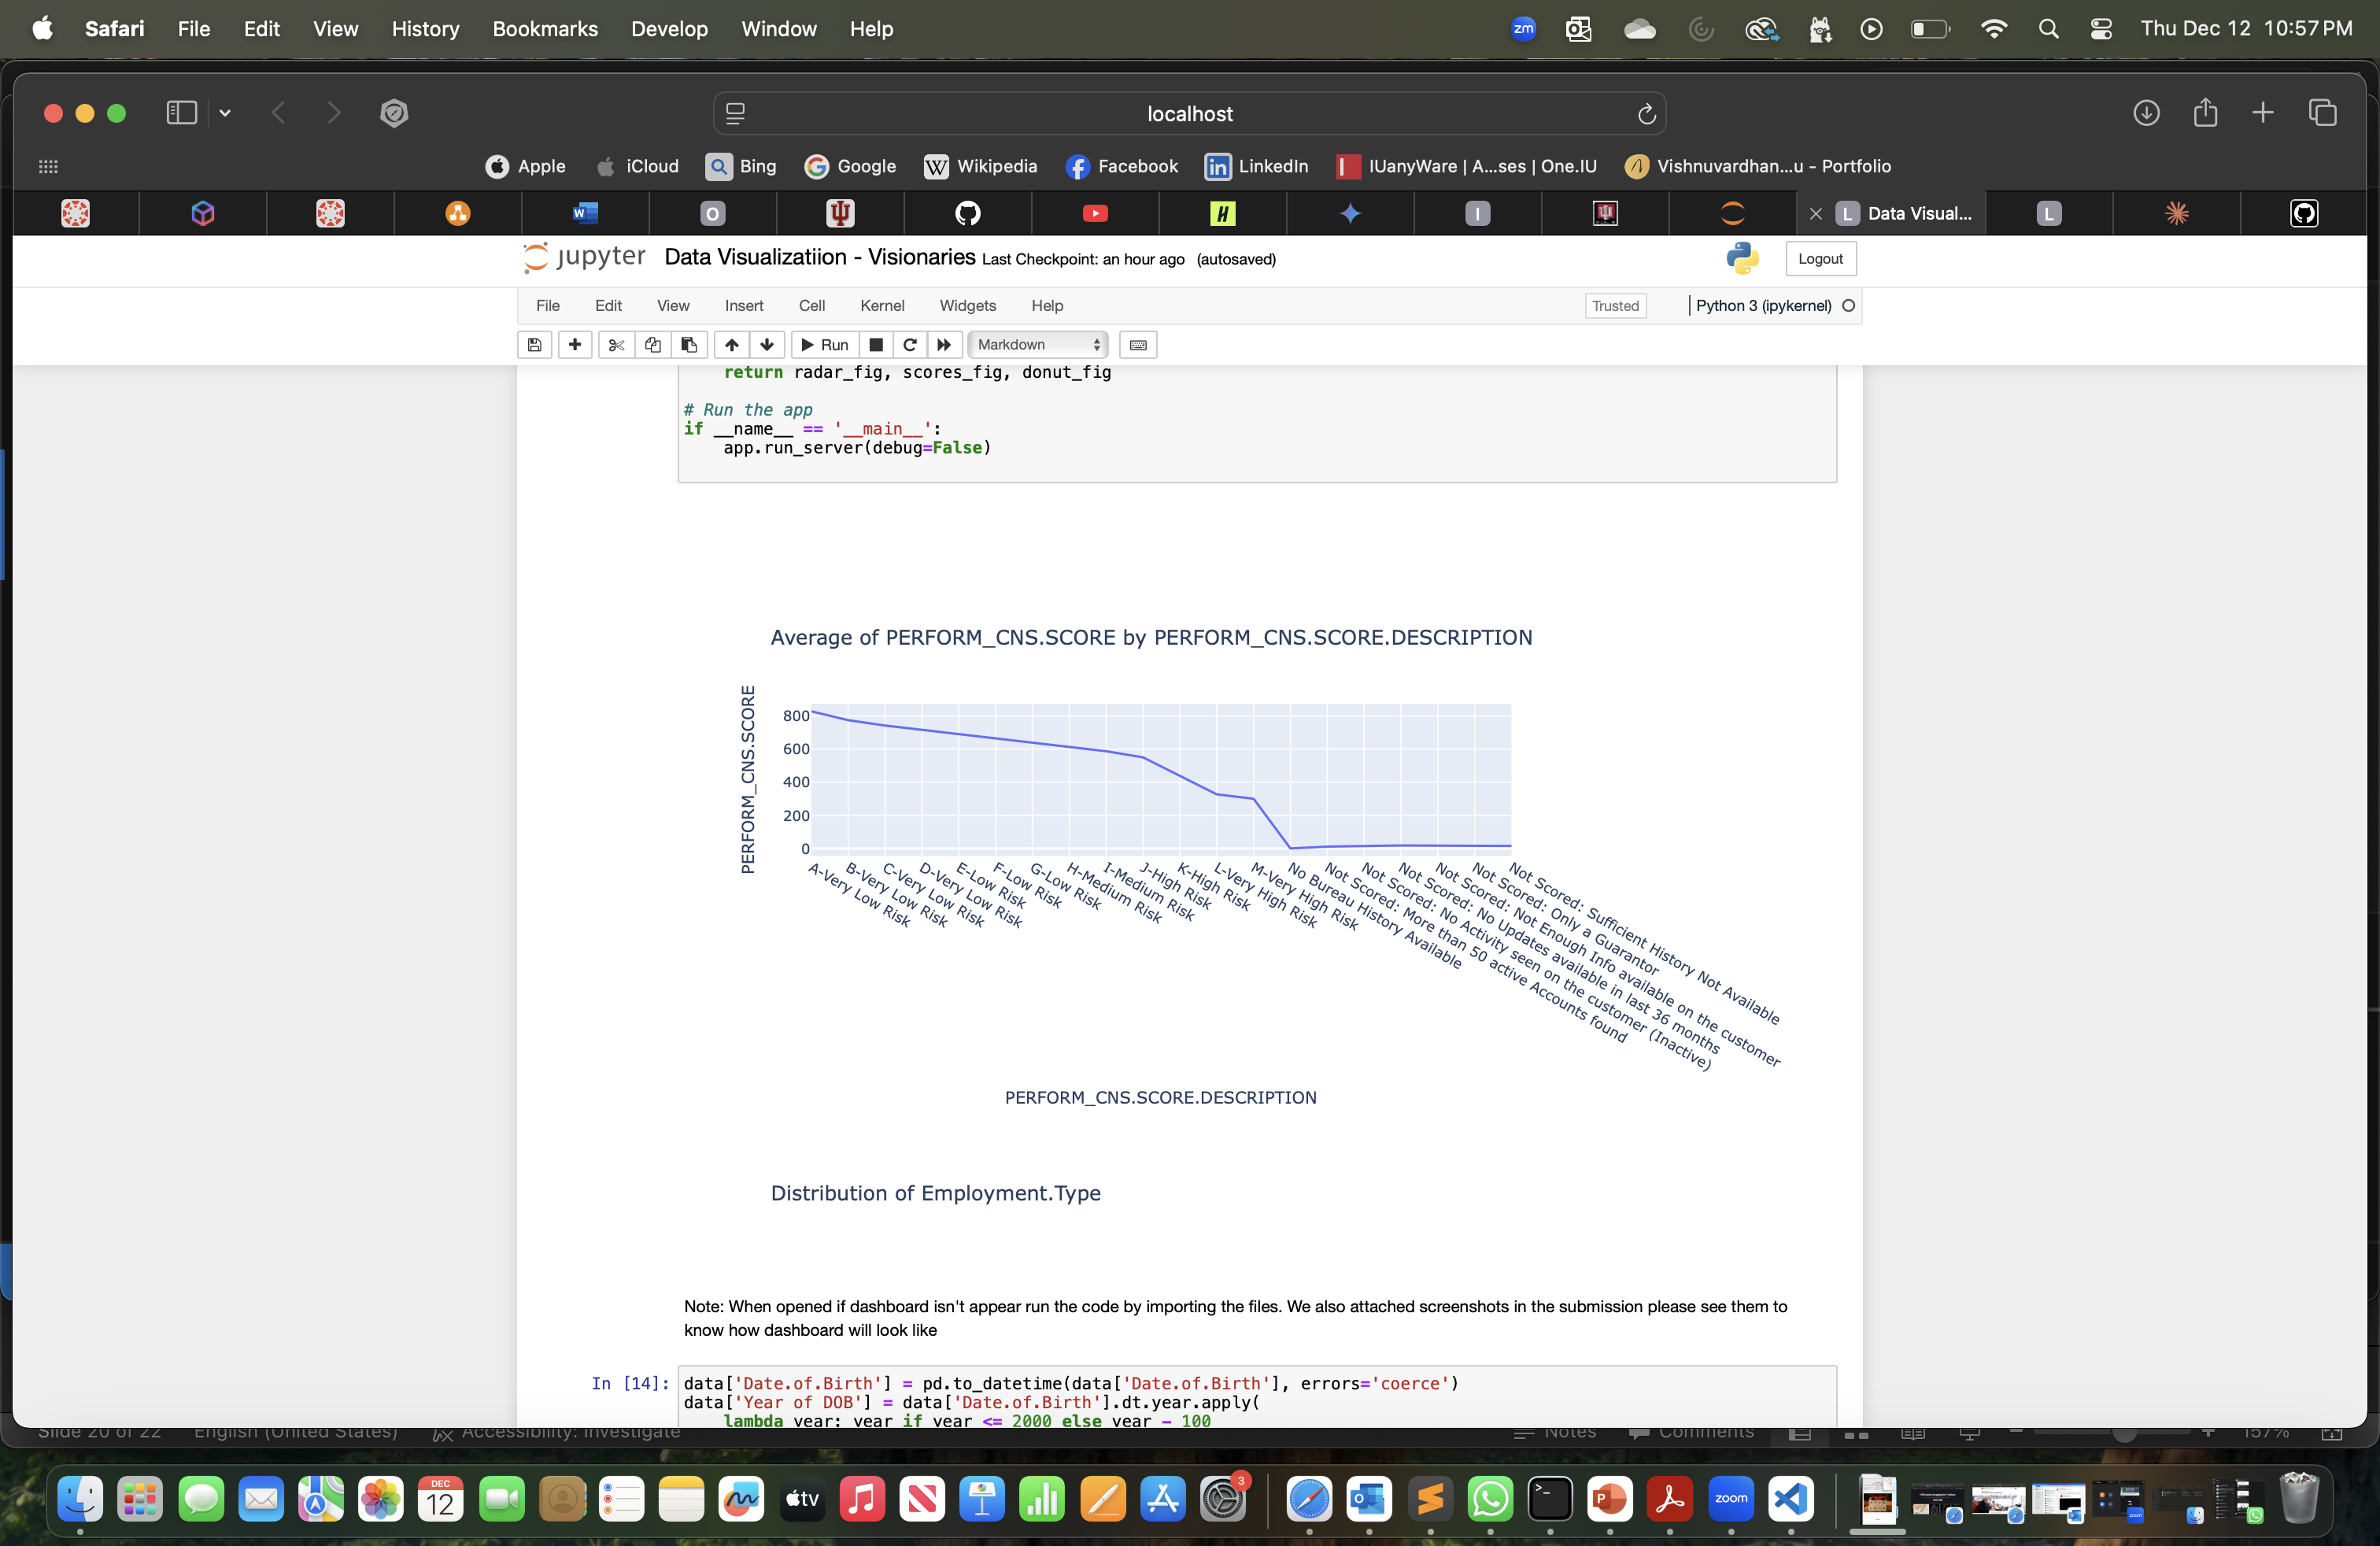 Safari File Edit View History Bookmarks Develop Window Help zm Thu Dec 12 10:57 PM
localhost
Apple iCloud Bing Google Wikipedia Facebook LinkedIn IUanyWare | A...ses | One.IU Vishnuvardhan...u - Portfolio
L Data Visual...
jupyter Data Visualizatiion - Visionaries Last Checkpoint: an hour ago (autosaved) Logout
File Edit View Insert Cell Kernel Widgets Help Trusted Python 3 (ipykernel)
Run Markdown
return radar_fig, scores_fig, donut_fig
# Run the app
if __name__ == '__main__':
app.run_server(debug=False)
Average of PERFORM_CNS.SCORE by PERFORM_CNS.SCORE.DESCRIPTION
PERFORM_CNS.SCORE
800
600
400
200
0
A-Very Low Risk
B-Very Low Risk
C-Very Low Risk
D-Very Low Risk
E-Low Risk
F-Low Risk
G-Low Risk
H-Medium Risk
I-Medium Risk
J-High Risk
K-High Risk
L-Very High Risk
M-Very High Risk
No Bureau History Available
Not Scored: More than 50 active Accounts found
Not Scored: No Activity seen on the customer (Inactive)
Not Scored: No Updates available in last 36 months
Not Scored: Not Enough Info available on the customer
Not Scored: Only a Guarantor
Not Scored: Sufficient History Not Available
PERFORM_CNS.SCORE.DESCRIPTION
Distribution of Employment.Type
Note: When opened if dashboard isn't appear run the code by importing the files. We also attached screenshots in the submission please see them to
know how dashboard will look like
In [14]: data['Date.of.Birth'] = pd.to_datetime(data['Date.of.Birth'], errors='coerce')
data['Year of DOB'] = data['Date.of.Birth'].dt.year.apply(
lambda year: year if year <= 2000 else year - 100
Slide 20 of 22 English (United States) Accessibility: Investigate Notes Comments 157%
DEC
12
tv
3
zoom